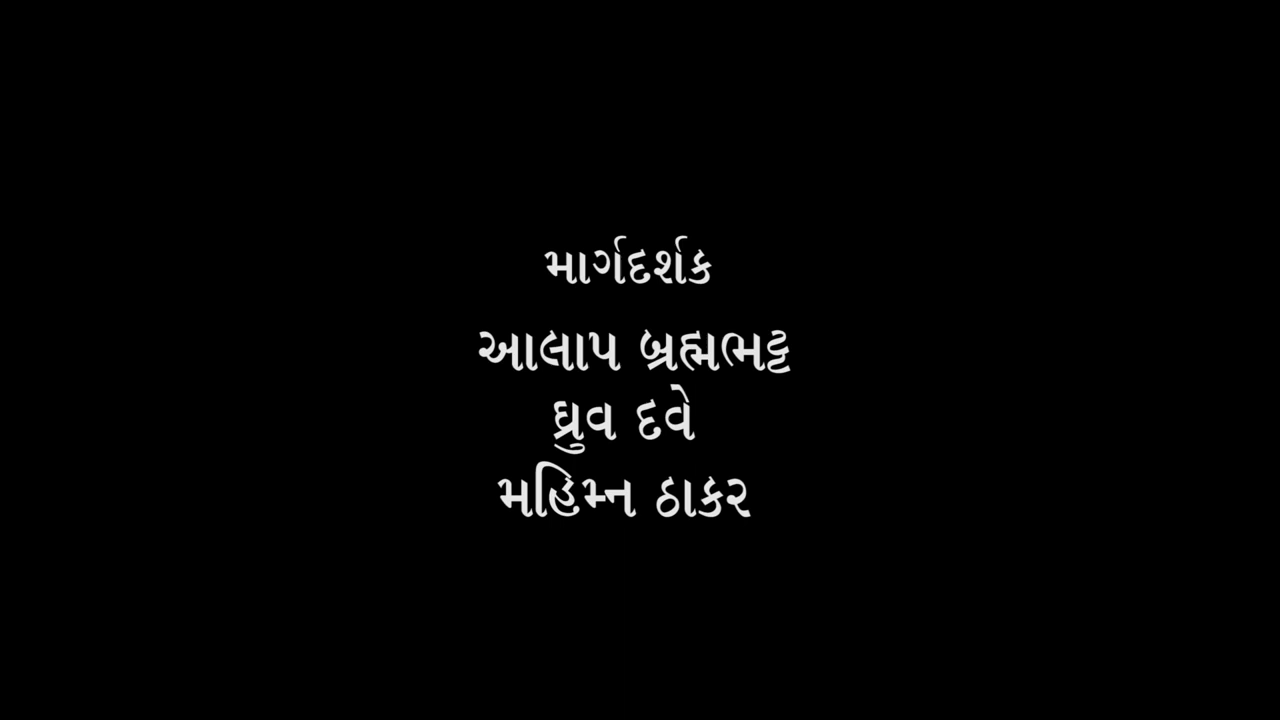 માર્ગદર્શક
આલાપ બ્રહ્મભટ્ટ
ધ્રુવ દવે
મહિમ્ન ઠાકર